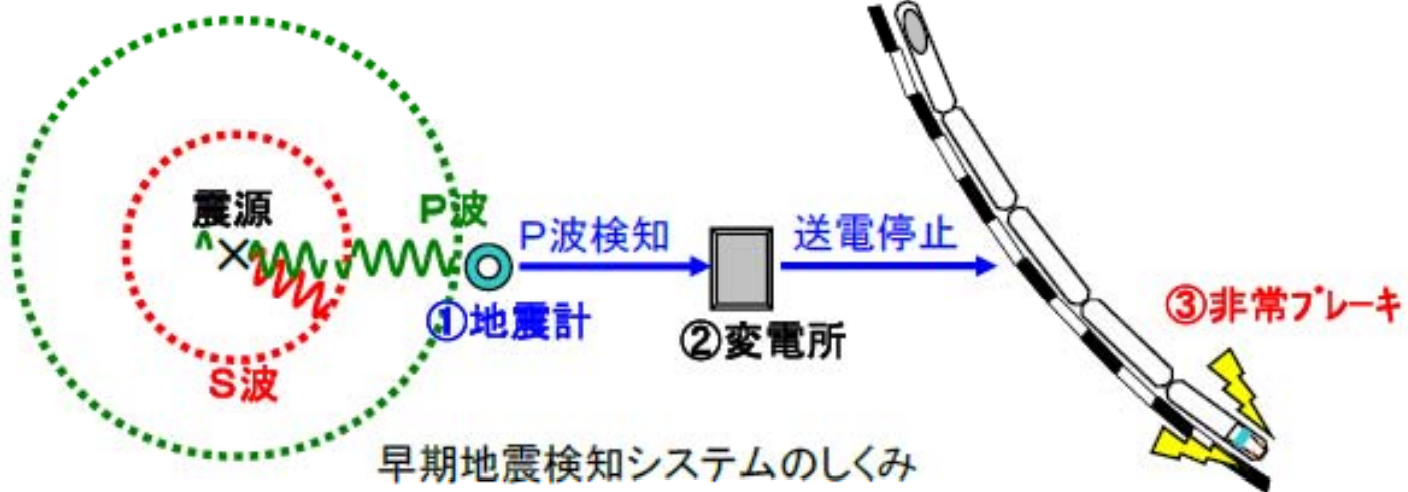 震源
P波
P波検知
送電停止
①地震計
②変電所
③非常ブレーキ
S波
早期地震検知システムのしくみ